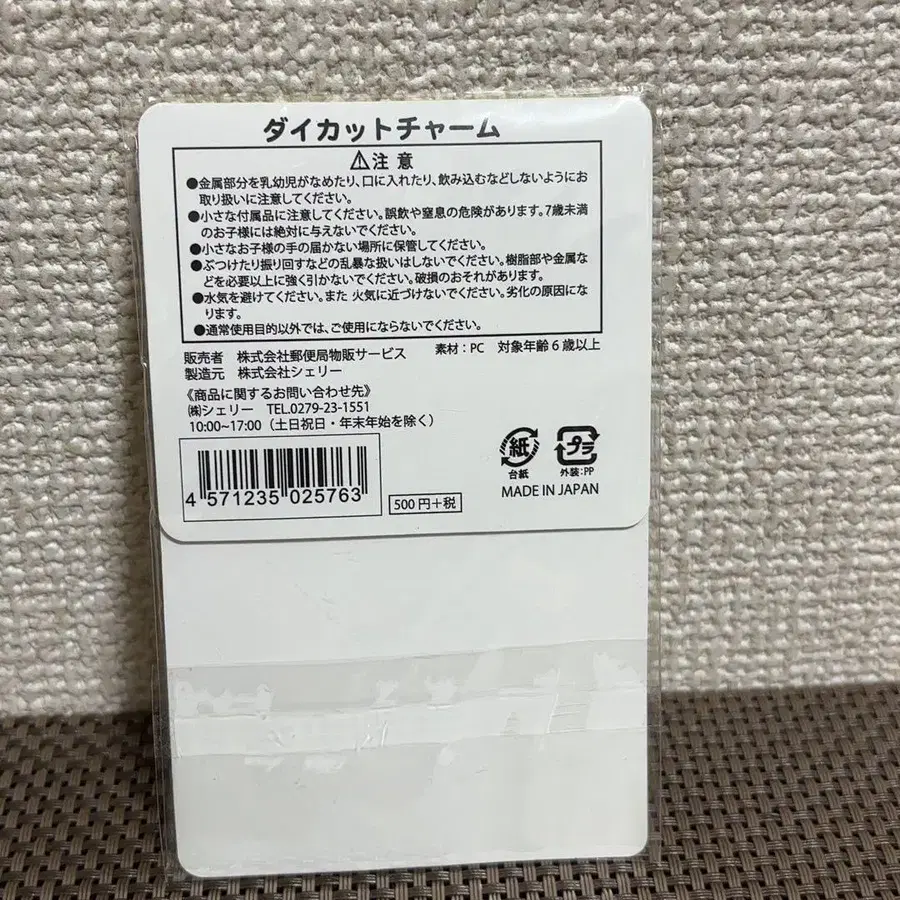 ダイカットチャーム
⚠注意
●金属部分を乳幼児がなめたり、口に入れたり、飲み込むなどしないようにお
取り扱いに注意してください。
●小さな付属品に注意してください。誤飲や窒息の危険があります。7歳未満
のお子様には絶対に与えないでください。
●小さなお子様の手の届かない場所に保管してください。
●ぶつけたり振り回すなどの乱暴な扱いはしないでください。樹脂部や金属な
どを必要以上に強く引かないでください。破損のおそれがあります。
●水気を避けてください。また 火気に近づけないでください。劣化の原因にな
ります。
●通常使用目的以外では、ご使用にならないでください。
販売者 株式会社郵便局物販サービス 素材：PC 対象年齢6歳以上
製造元 株式会社シェリー
《商品に関するお問い合わせ先》
㈱シェリー TEL.0279-23-1551
10:00~17:00（土日祝日・年末年始を除く）
4 571235 025763
500円+税
紙
台紙
プラ
外装:PP
MADE IN JAPAN